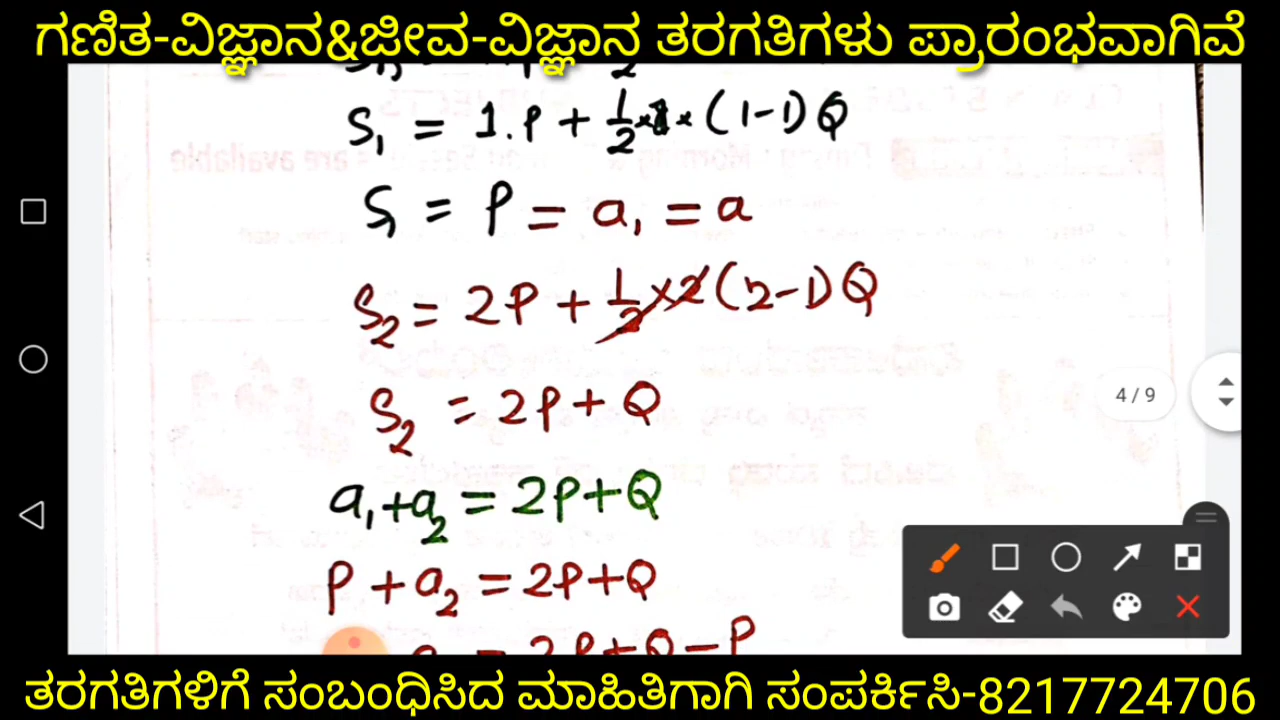 ಗಣಿತ-ವಿಜ್ಞಾನ&ಜೀವ-ವಿಜ್ಞಾನ ತರಗತಿಗಳು ಪ್ರಾರಂಭವಾಗಿವೆ
S₁ = 1.P + 1/2 × 1 × (1-1)Q
S₁ = P = a₁ = a
S₂ = 2P + 1/2 × 2 (2-1)Q
S₂ = 2P + Q
a₁+a₂ = 2P+Q
P + a₂ = 2P+Q
= 2P+Q-P
4 / 9
ತರಗತಿಗಳಿಗೆ ಸಂಬಂಧಿಸಿದ ಮಾಹಿತಿಗಾಗಿ ಸಂಪರ್ಕಿಸಿ-8217724706